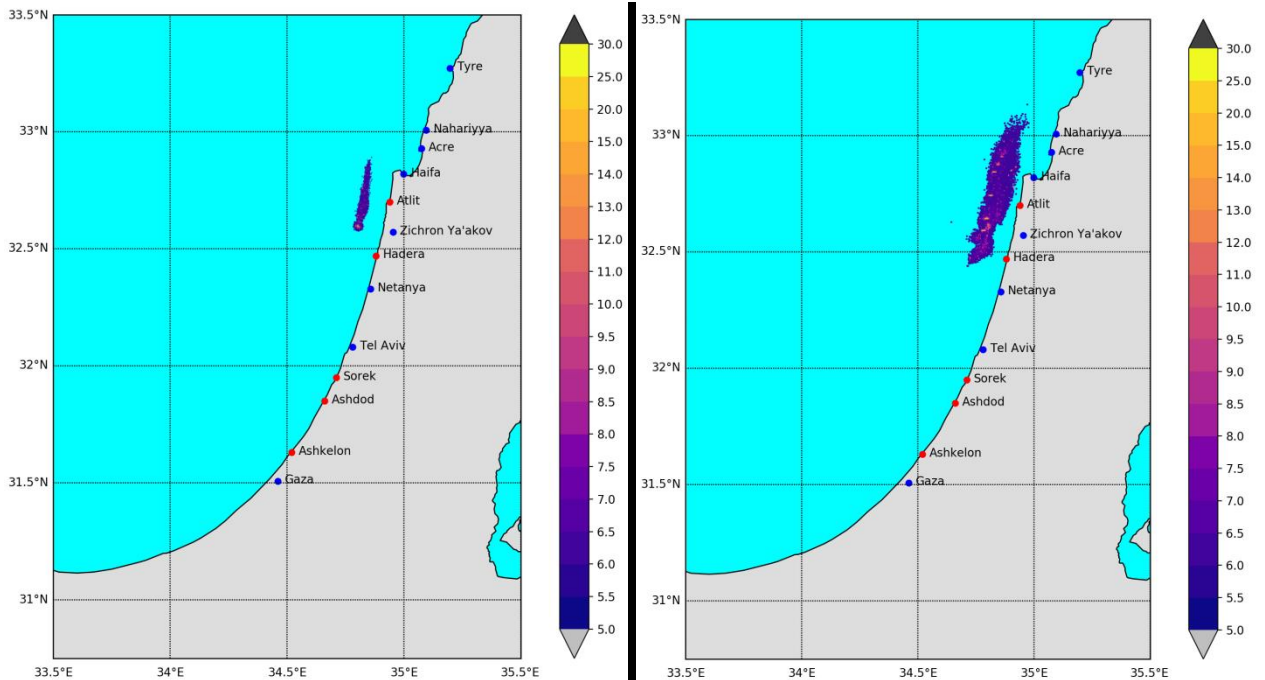 33.5°N
33°N
32.5°N
32°N
31.5°N
31°N
33.5°E
34°E
34.5°E
35°E
35.5°E
Tyre
Nahariyya
Acre
Haifa
Atlit
Zichron Ya'akov
Hadera
Netanya
Tel Aviv
Sorek
Ashdod
Ashkelon
Gaza
30.0
25.0
20.0
15.0
14.0
13.0
12.0
11.0
10.0
9.5
9.0
8.5
8.0
7.5
7.0
6.5
6.0
5.5
5.0
33.5°N
33°N
32.5°N
32°N
31.5°N
31°N
33.5°E
34°E
34.5°E
35°E
35.5°E
Tyre
Nahariyya
Acre
Haifa
Atlit
Zichron Ya'akov
Hadera
Netanya
Tel Aviv
Sorek
Ashdod
Ashkelon
Gaza
30.0
25.0
20.0
15.0
14.0
13.0
12.0
11.0
10.0
9.5
9.0
8.5
8.0
7.5
7.0
6.5
6.0
5.5
5.0